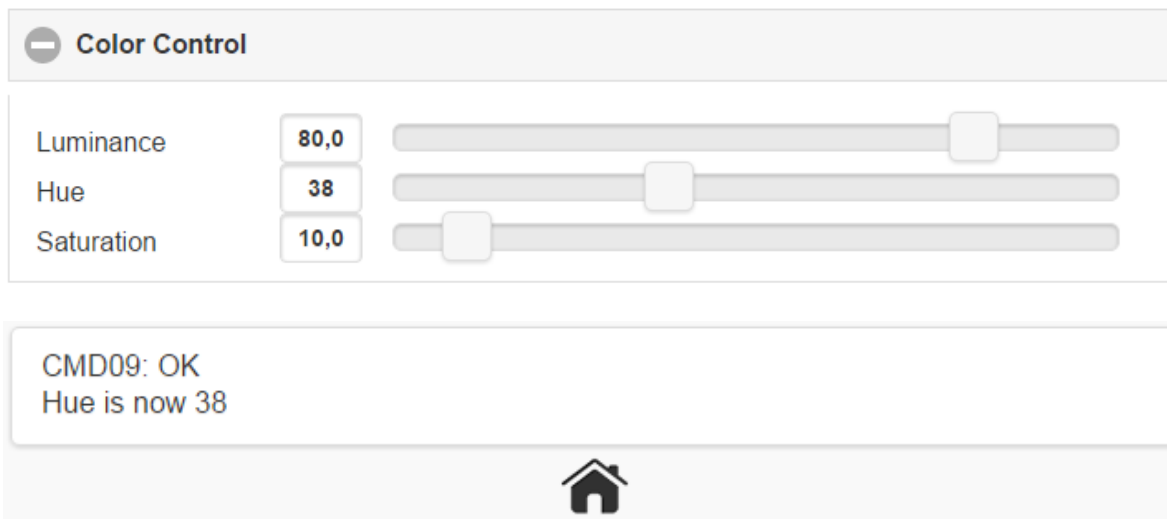 Color Control
Luminance 80,0
Hue 38
Saturation 10,0
CMD09: OK
Hue is now 38